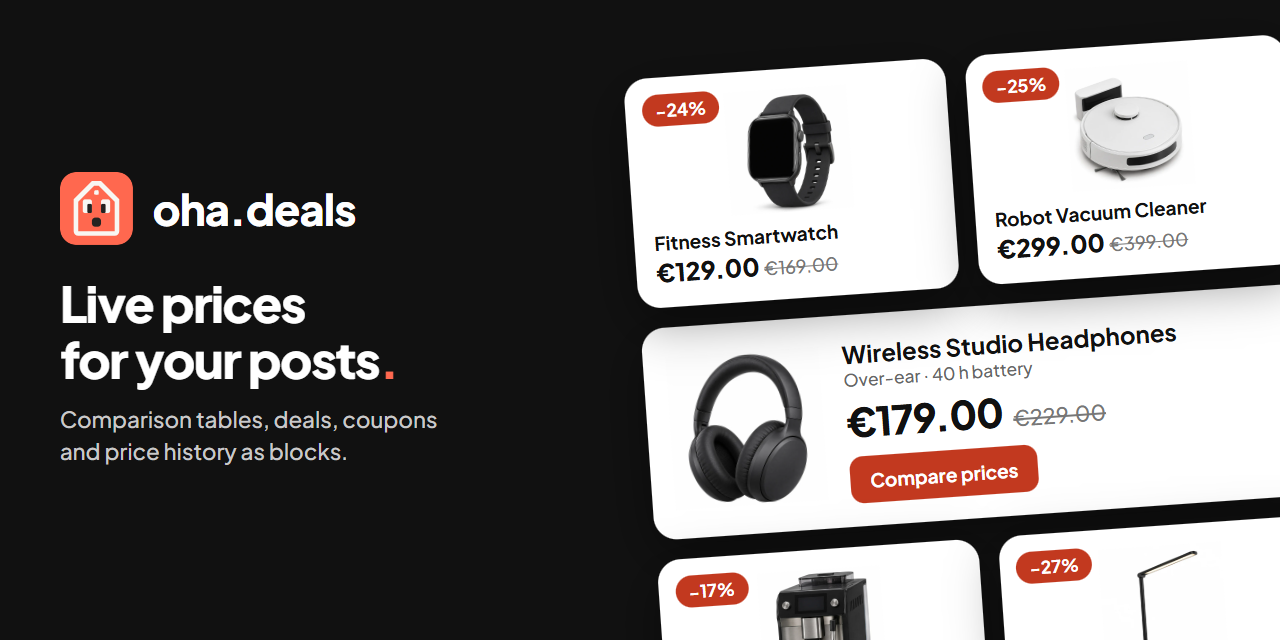 oha.deals
Live prices
for your posts.
Comparison tables, deals, coupons
and price history as blocks.
-24%
Fitness Smartwatch
€129.00 €169.00
-25%
Robot Vacuum Cleaner
€299.00 €399.00
Wireless Studio Headphones
Over-ear · 40 h battery
€179.00 €229.00
Compare prices
-17%
-27%